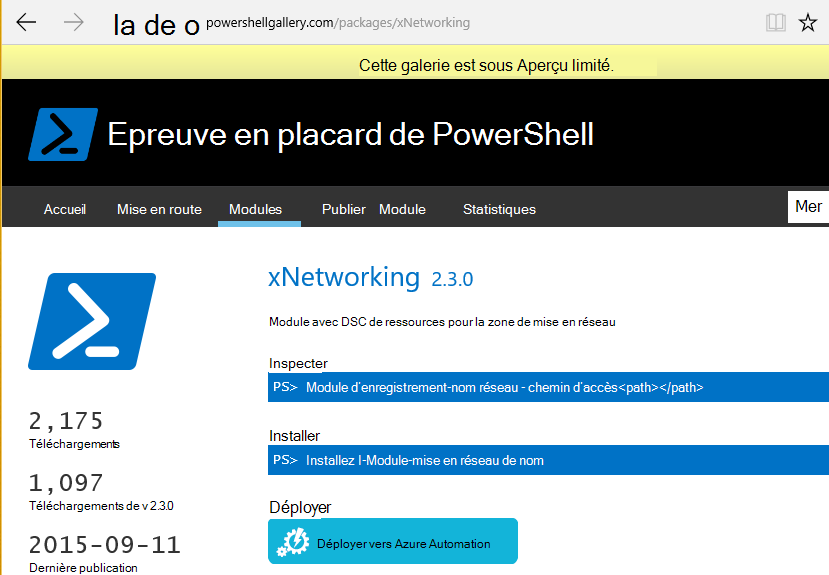 la de o powershellgallery.com/packages/xNetworking
Cette galerie est sous Aperçu limité.
Epreuve en placard de PowerShell
Accueil Mise en route Modules Publier Module Statistiques Mer
xNetworking 2.3.0
Module avec DSC de ressources pour la zone de mise en réseau
Inspecter
PS> Module d'enregistrement-nom réseau - chemin d'accès<path></path>
2,175
Téléchargements
Installer
PS> Installez I-Module-mise en réseau de nom
1,097
Téléchargements de v 2.3.0
Déployer
Déployer vers Azure Automation
2015-09-11
Dernière publication